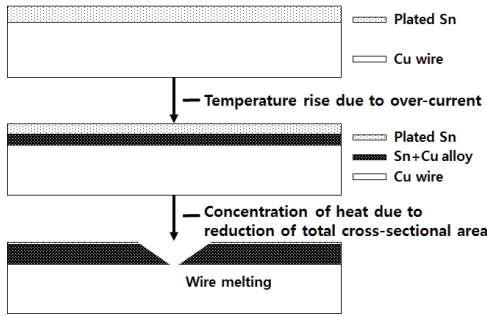 Plated Sn
Cu wire
Temperature rise due to over-current
Plated Sn
Sn+Cu alloy
Cu wire
Concentration of heat due to
reduction of total cross-sectional area
Wire melting